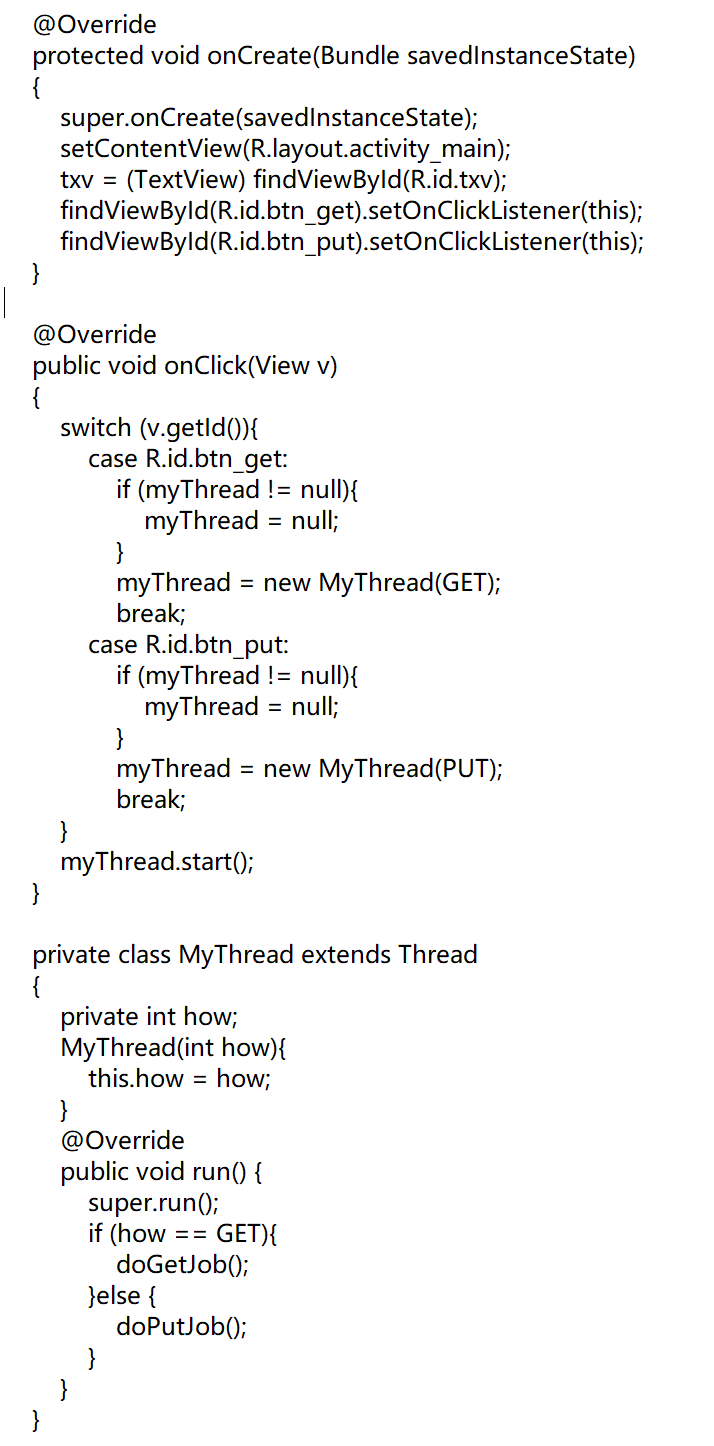 @Override
protected void onCreate(Bundle savedInstanceState)
{
super.onCreate(savedInstanceState);
setContentView(R.layout.activity_main);
txv = (TextView) findViewById(R.id.txv);
findViewById(R.id.btn_get).setOnClickListener(this);
findViewById(R.id.btn_put).setOnClickListener(this);
}
@Override
public void onClick(View v)
{
switch (v.getId()){
case R.id.btn_get:
if (myThread != null){
myThread = null;
}
myThread = new MyThread(GET);
break;
case R.id.btn_put:
if (myThread != null){
myThread = null;
}
myThread = new MyThread(PUT);
break;
}
myThread.start();
}
private class MyThread extends Thread
{
private int how;
MyThread(int how){
this.how = how;
}
@Override
public void run() {
super.run();
if (how == GET){
doGetJob();
}else {
doPutJob();
}
}
}